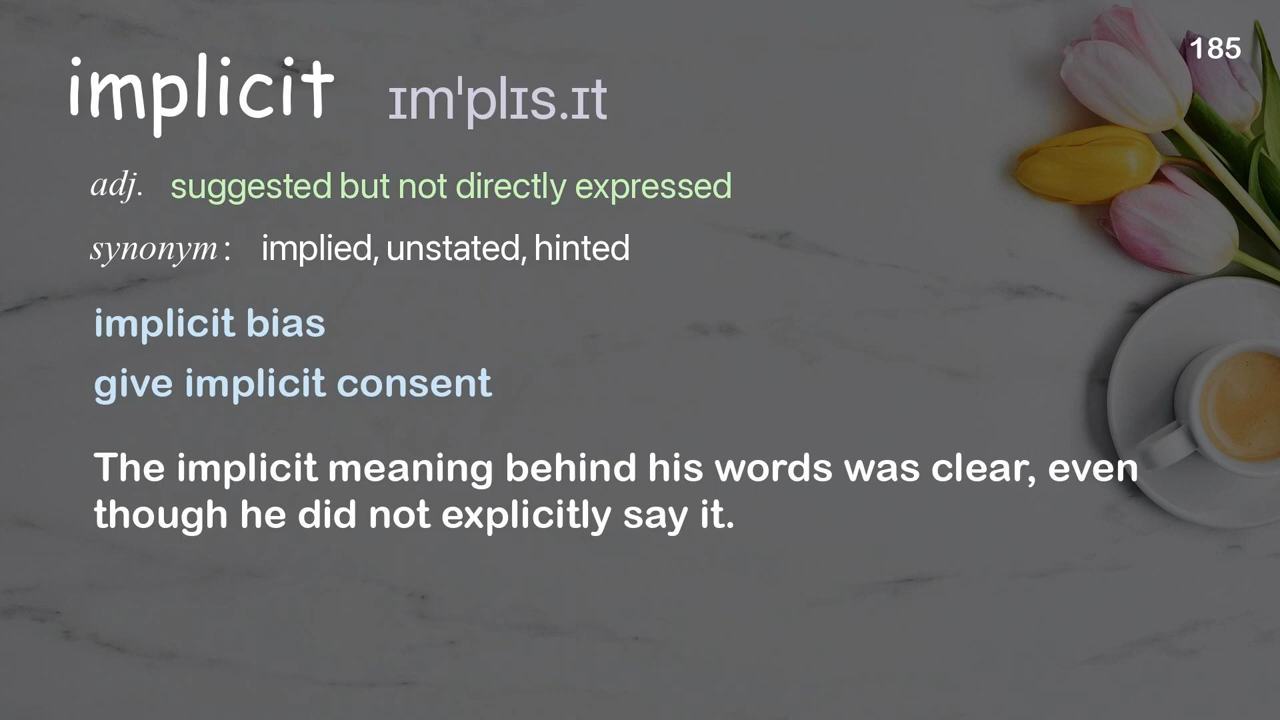 185
implicit ɪmˈplɪs.ɪt
adj. suggested but not directly expressed
synonym: implied, unstated, hinted
implicit bias
give implicit consent
The implicit meaning behind his words was clear, even
though he did not explicitly say it.